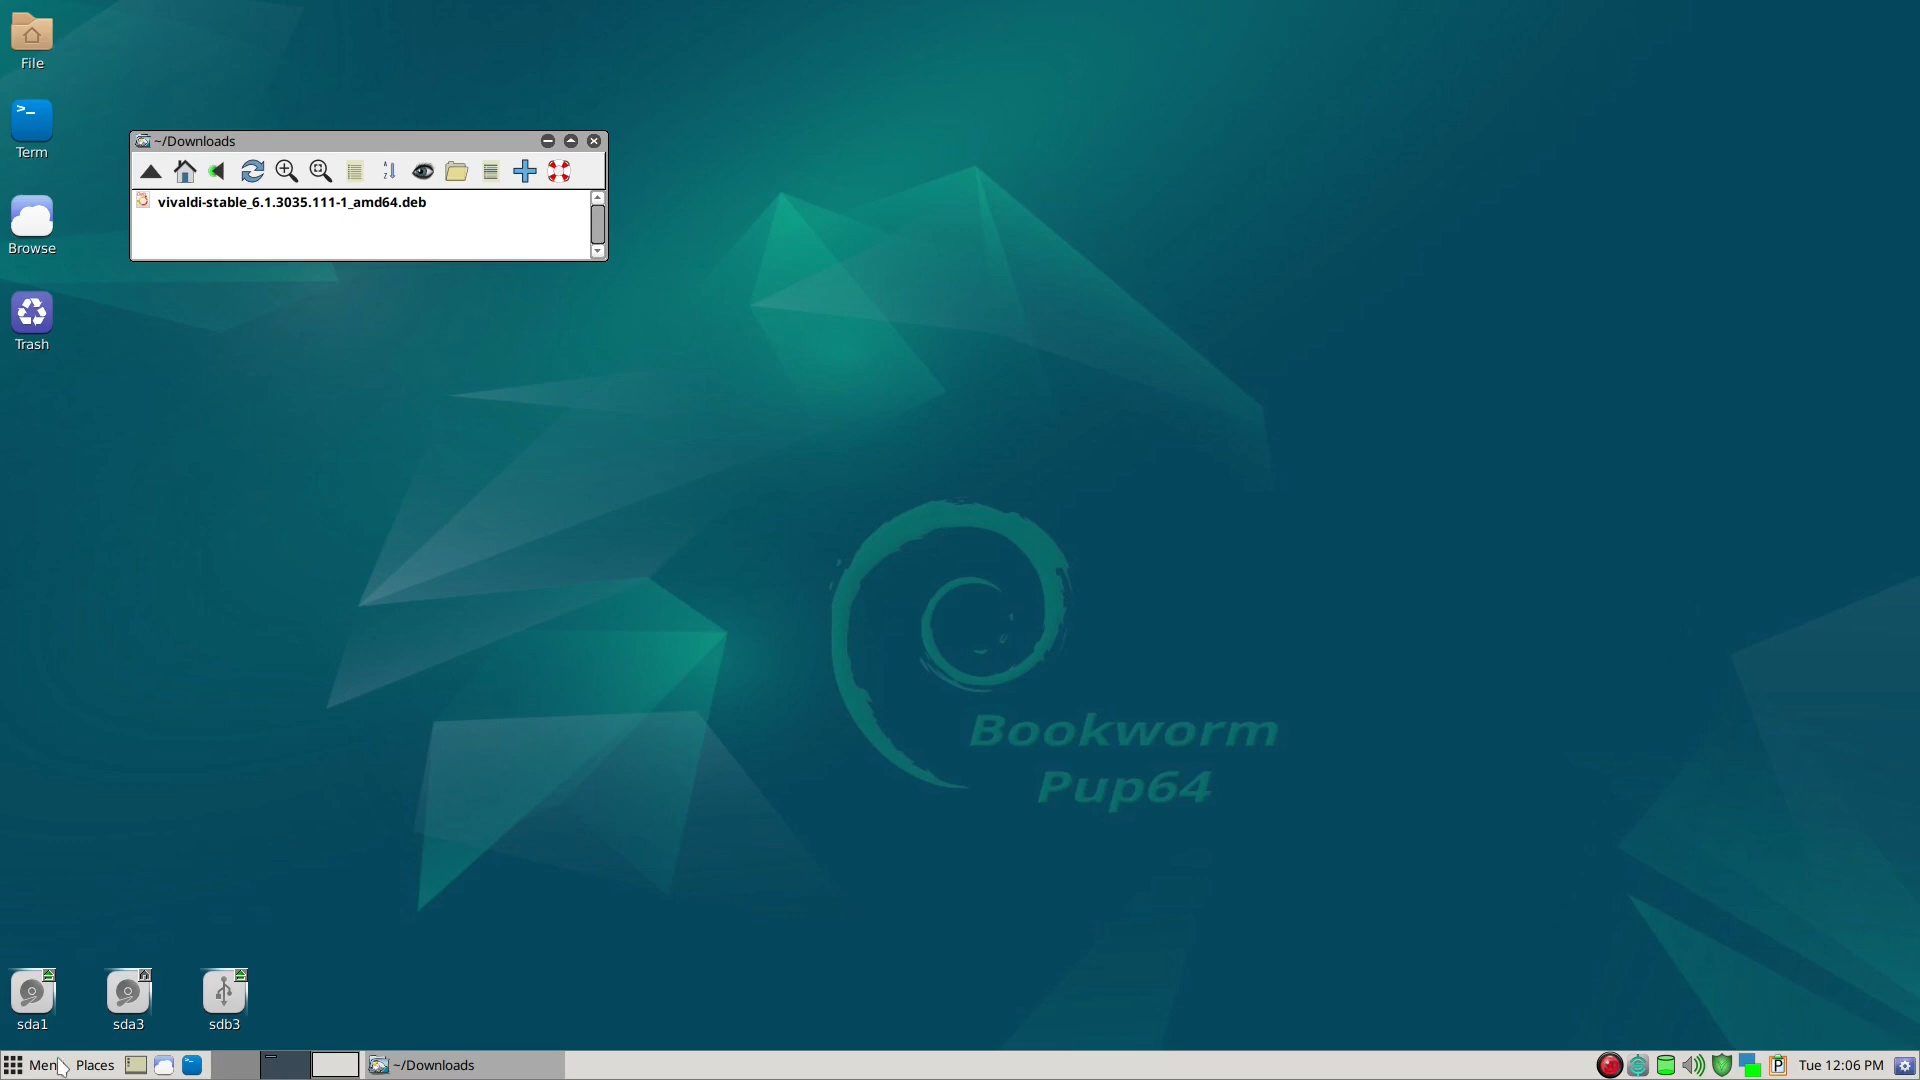 File
Term
Browse
Trash
~/Downloads
vivaldi-stable_6.1.3035.111-1_amd64.deb
Bookworm
Pup64
sda1
sda3
sdb3
Menu
Places
~/Downloads
Tue 12:06 PM